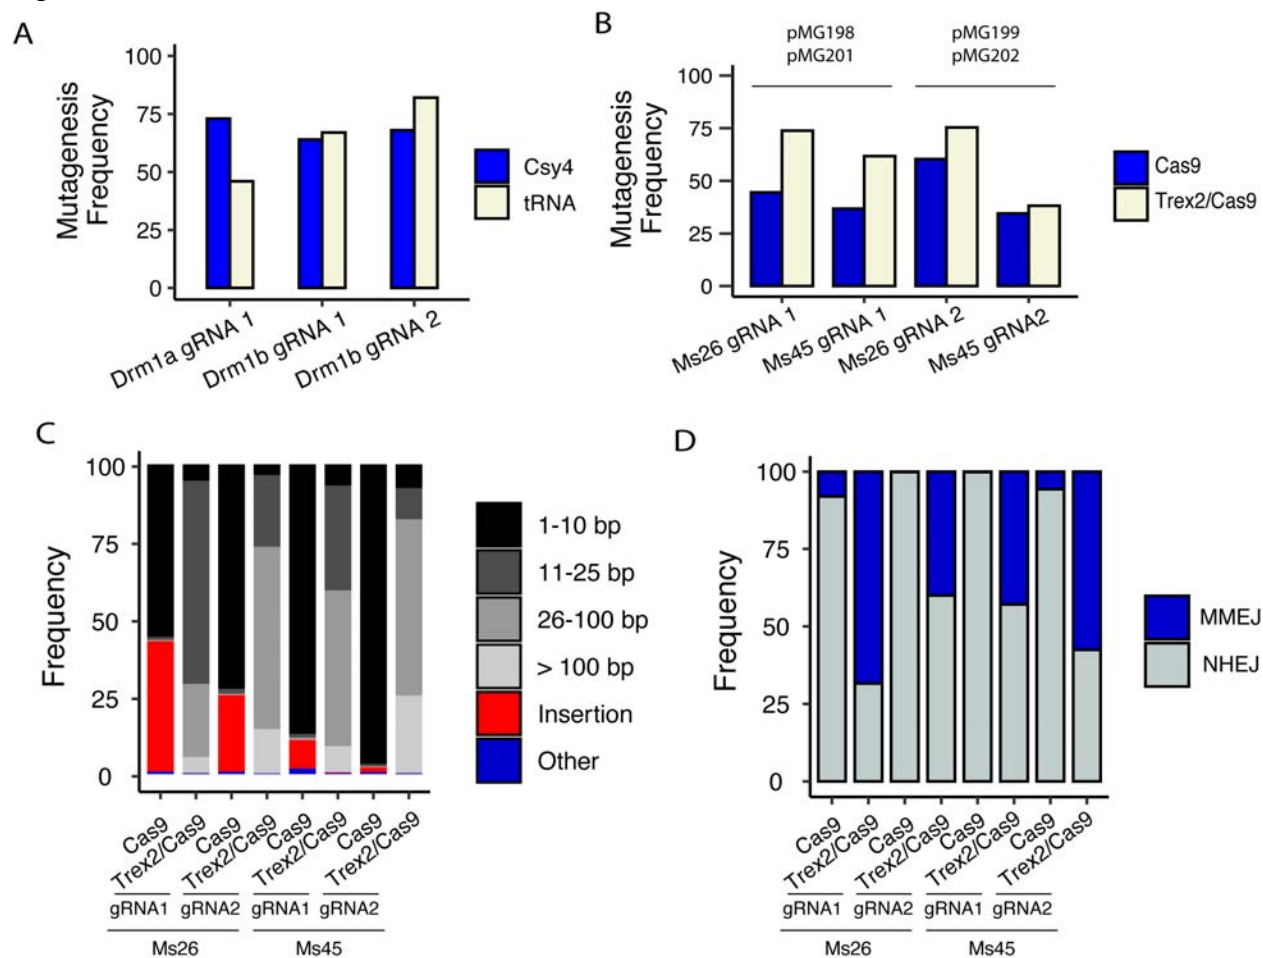 A
Mutagenesis
Frequency
100
75
50
25
0
Drm1a gRNA 1
Drm1b gRNA 1
Drm1b gRNA 2
Csy4
tRNA
B
pMG198
pMG201
pMG199
pMG202
Mutagenesis
Frequency
100
75
50
25
0
Ms26 gRNA 1
Ms45 gRNA 1
Ms26 gRNA 2
Ms45 gRNA2
Cas9
Trex2/Cas9
C
Frequency
100
75
50
25
0
Cas9
Trex2/Cas9
Cas9
Trex2/Cas9
Cas9
Trex2/Cas9
Cas9
Trex2/Cas9
gRNA1 gRNA2 gRNA1 gRNA2
Ms26 Ms45
1-10 bp
11-25 bp
26-100 bp
> 100 bp
Insertion
Other
D
Frequency
100
75
50
25
0
Cas9
Trex2/Cas9
Cas9
Trex2/Cas9
Cas9
Trex2/Cas9
Cas9
Trex2/Cas9
gRNA1 gRNA2 gRNA1 gRNA2
Ms26 Ms45
MMEJ
NHEJ